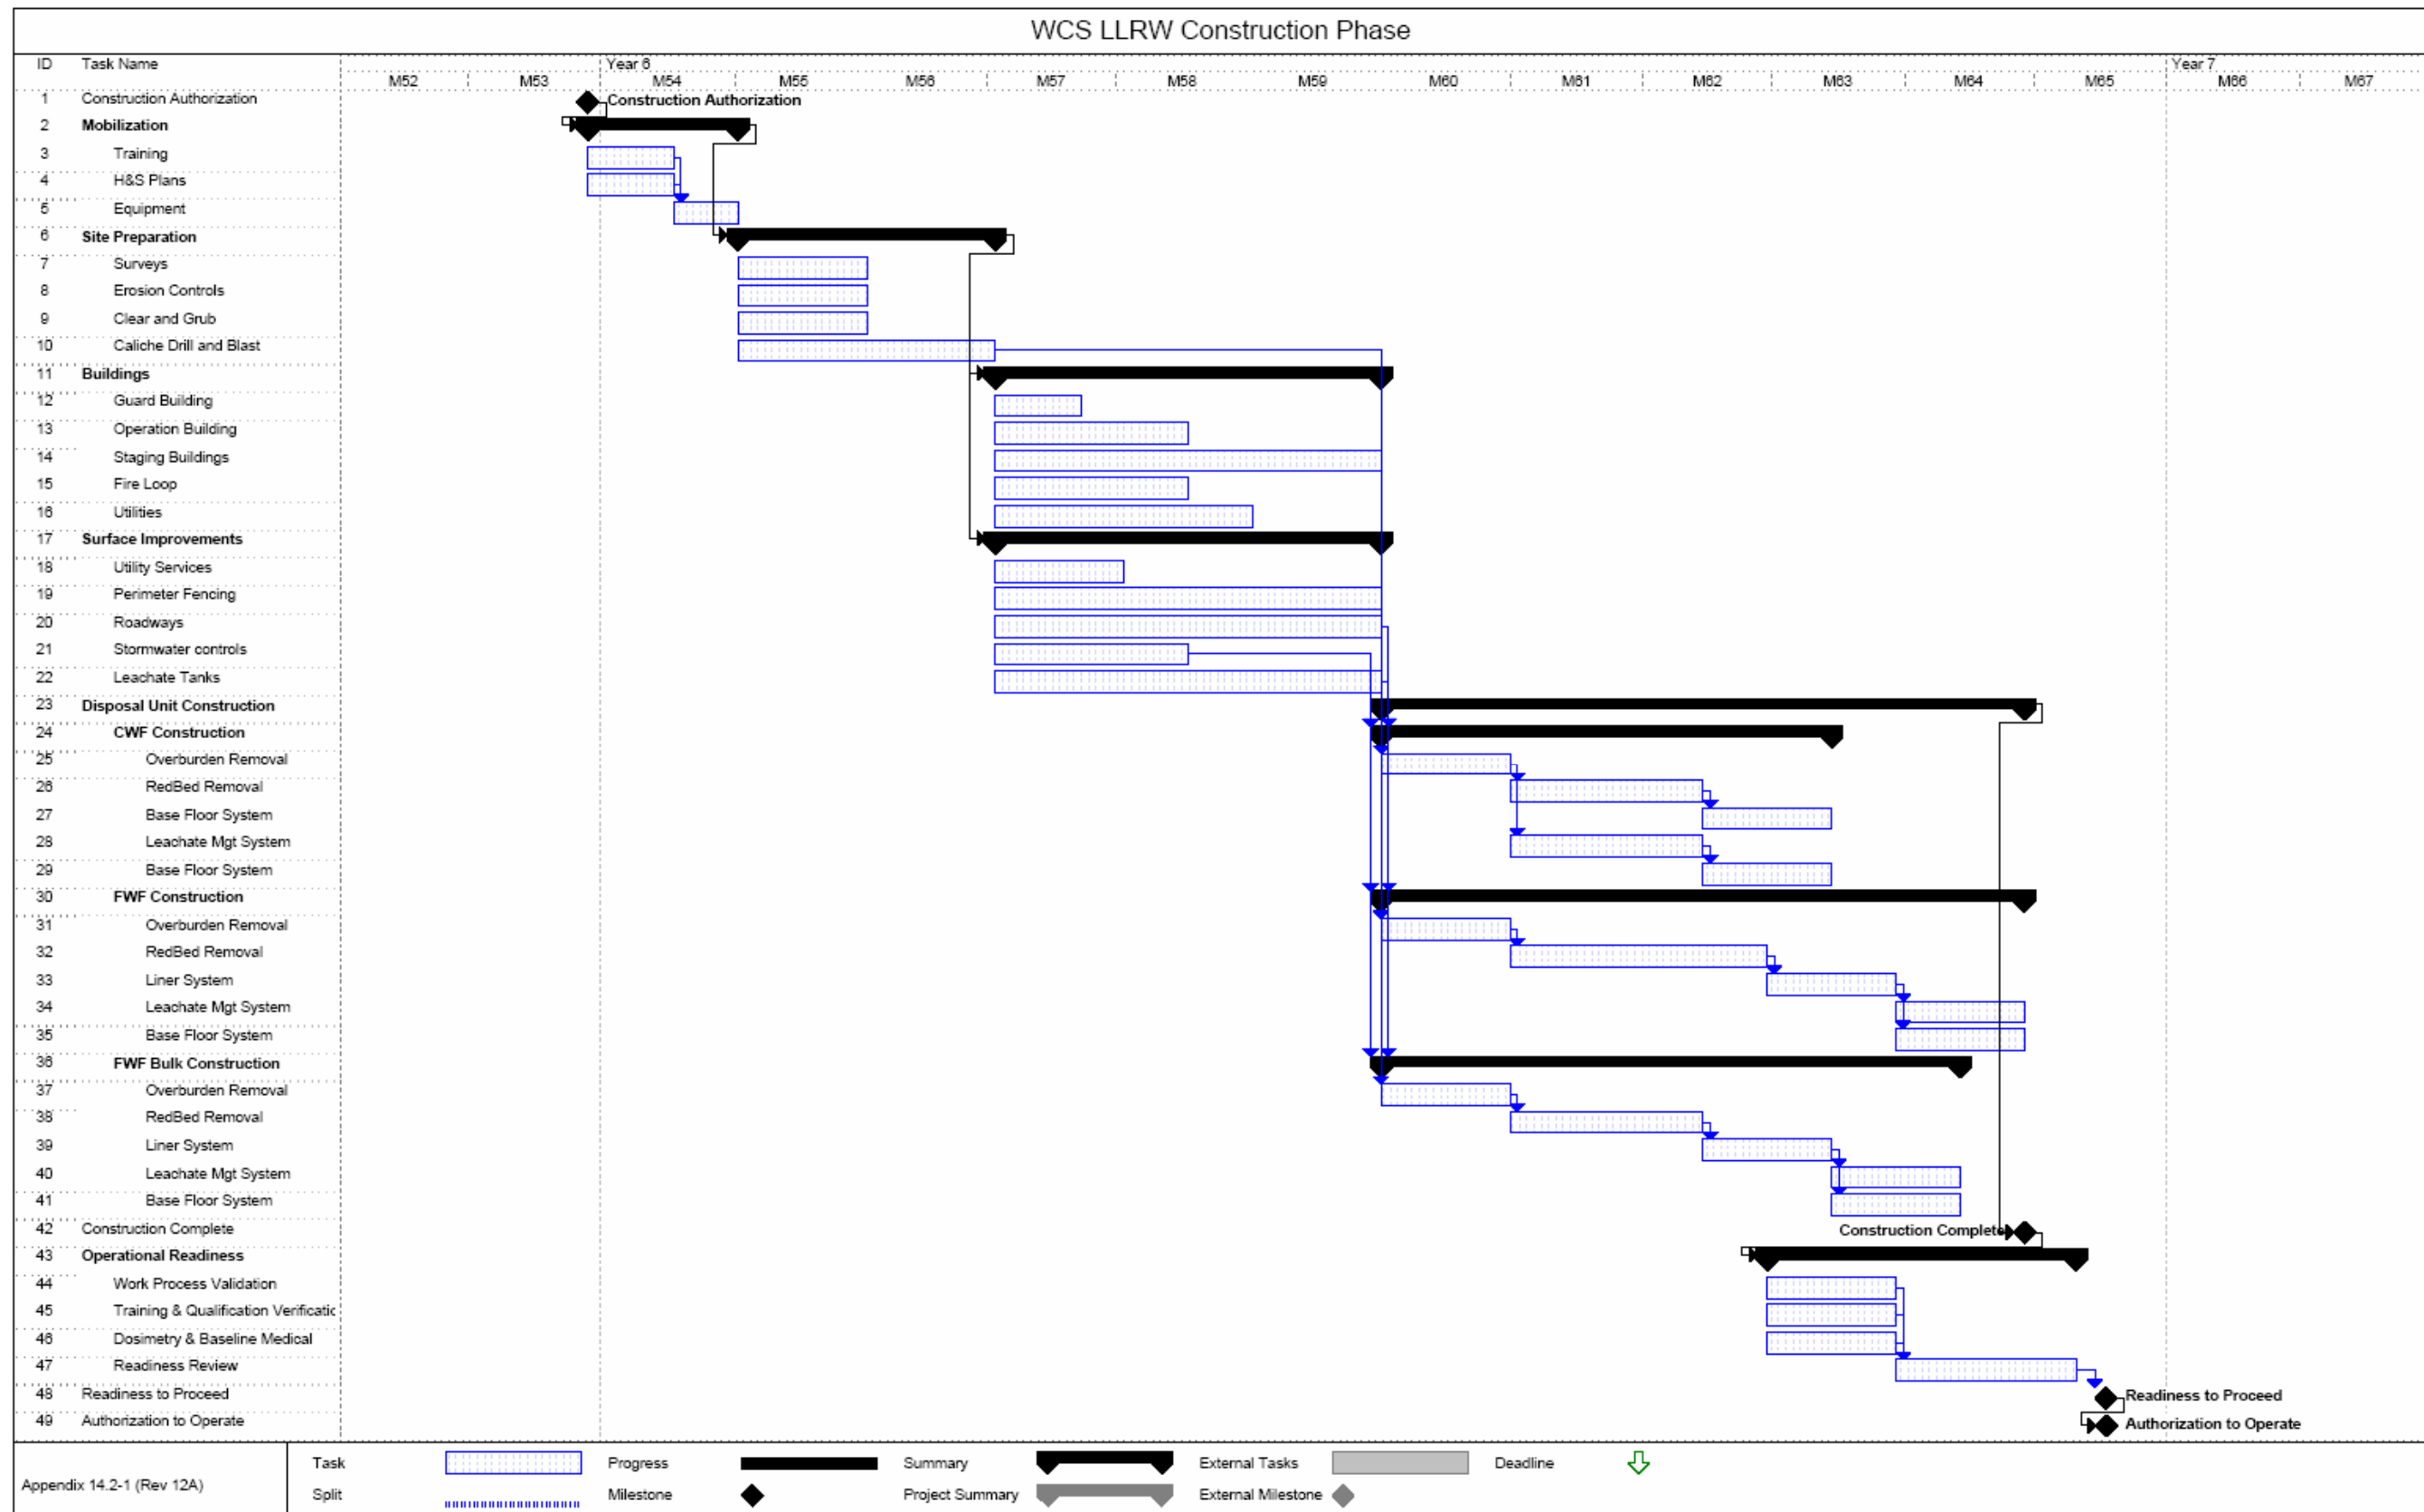 WCS LLRW Construction Phase
ID Task Name Year 6 Year 7
M52 M53 M54 M55 M56 M57 M58 M59 M60 M61 M62 M63 M64 M65 M66 M67
1 Construction Authorization Construction Authorization
2 Mobilization
3 Training
4 H&S Plans
5 Equipment
6 Site Preparation
7 Surveys
8 Erosion Controls
9 Clear and Grub
10 Caliche Drill and Blast
11 Buildings
12 Guard Building
13 Operation Building
14 Staging Buildings
15 Fire Loop
16 Utilities
17 Surface Improvements
18 Utility Services
19 Perimeter Fencing
20 Roadways
21 Stormwater controls
22 Leachate Tanks
23 Disposal Unit Construction
24 CWF Construction
25 Overburden Removal
26 RedBed Removal
27 Base Floor System
28 Leachate Mgt System
29 Base Floor System
30 FWF Construction
31 Overburden Removal
32 RedBed Removal
33 Liner System
34 Leachate Mgt System
35 Base Floor System
36 FWF Bulk Construction
37 Overburden Removal
38 RedBed Removal
39 Liner System
40 Leachate Mgt System
41 Base Floor System
42 Construction Complete Construction Complete
43 Operational Readiness
44 Work Process Validation
45 Training & Qualification Verificatic
46 Dosimetry & Baseline Medical
47 Readiness Review
48 Readiness to Proceed Readiness to Proceed
49 Authorization to Operate Authorization to Operate
Appendix 14.2-1 (Rev 12A)
Task Progress Summary External Tasks Deadline
Split Milestone Project Summary External Milestone